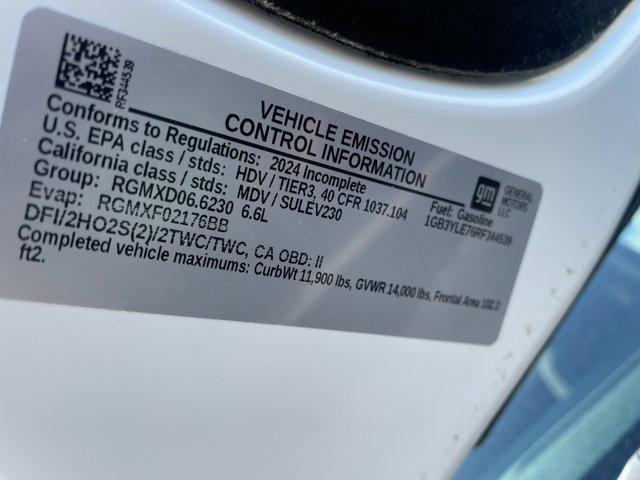 RF344539
VEHICLE EMISSION
CONTROL INFORMATION
Conforms to Regulations: 2024 Incomplete
U.S. EPA class / stds: HDV / TIER3, 40 CFR 1037.104
California class / stds: MDV / SULEV230
Group: RGMXD06.6230 6.6L
Evap: RGMXF02176BB
DFI/2HO2S(2)/2TWC/TWC, CA OBD: II
Fuel: Gasoline
1GB3YLE76RF344539
gm
GENERAL
MOTORS
LLC
Completed vehicle maximums: CurbWt 11,900 lbs, GVWR 14,000 lbs, Frontal Area 102.3
ft2.